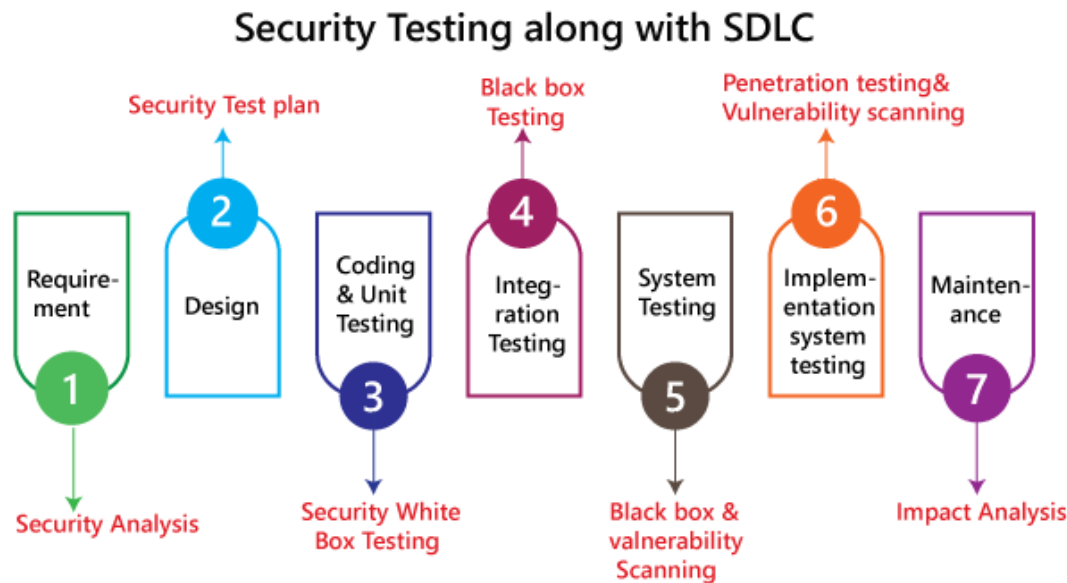 Security Testing along with SDLC
Security Test plan
Black box
Testing
Penetration testing&
Vulnerability scanning
Require-
ment
1
Security Analysis
2
Design
Coding
& Unit
Testing
3
Security White
Box Testing
4
Integ-
ration
Testing
System
Testing
5
Black box &
valnerability
Scanning
6
Implem-
entation
system
testing
Mainten-
ance
7
Impact Analysis